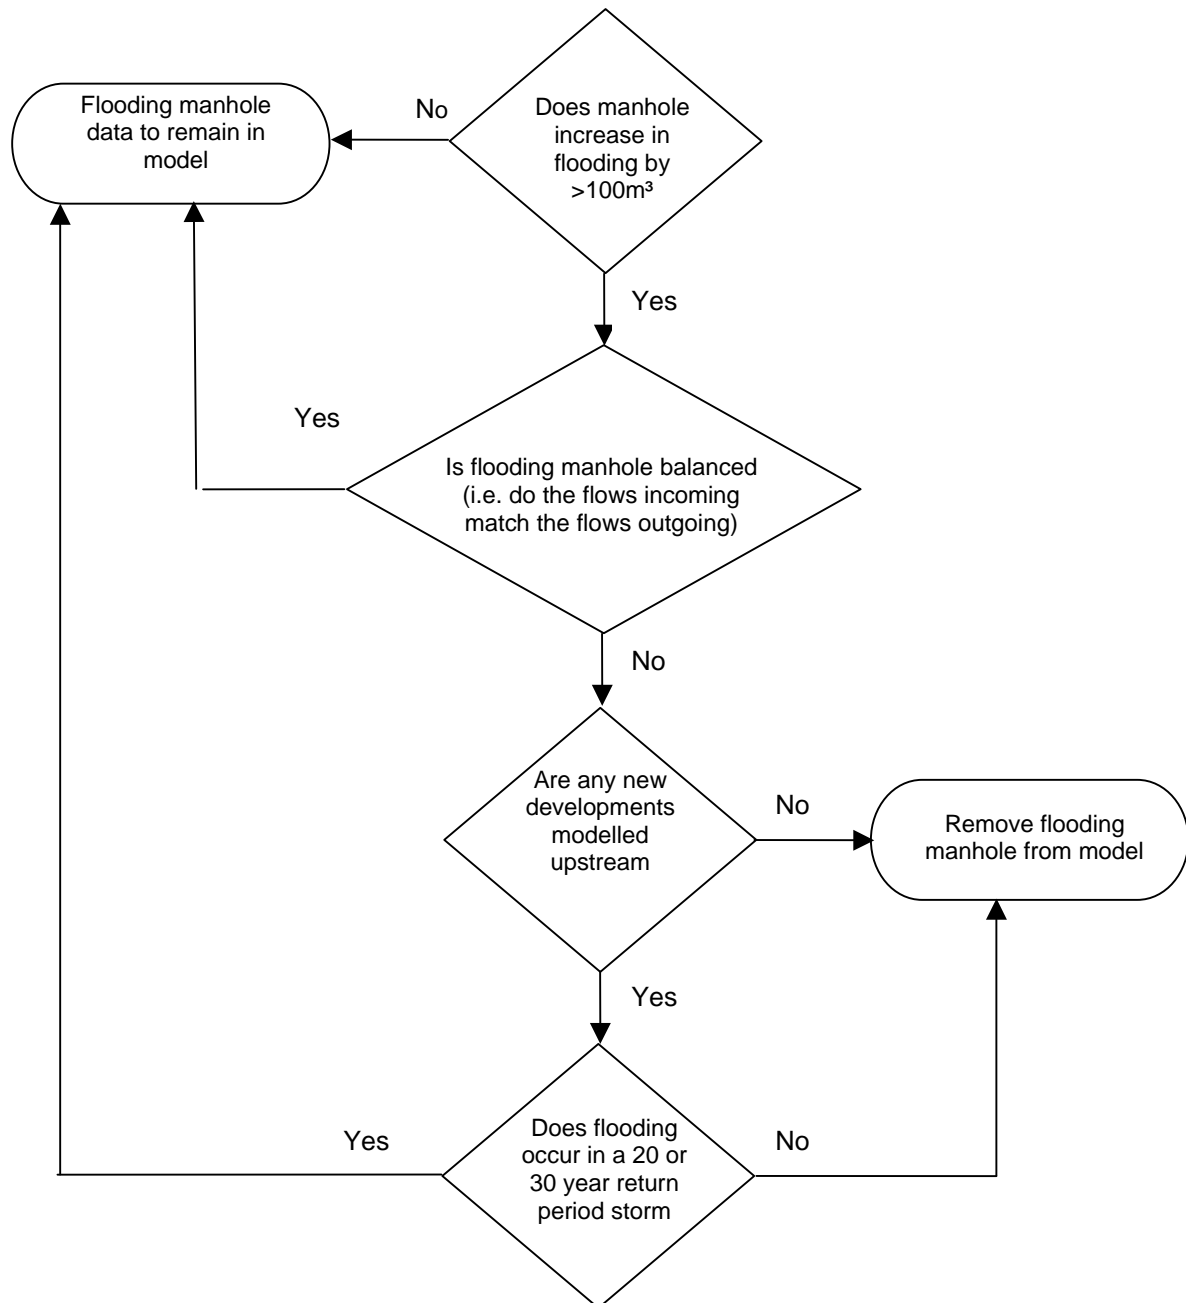 Flooding manhole
data to remain in
model
No
Does manhole
increase in
flooding by
>100m³
Yes
Yes
Is flooding manhole balanced
(i.e. do the flows incoming
match the flows outgoing)
No
Are any new
developments
modelled
upstream
No
Remove flooding
manhole from model
Yes
Yes
Does flooding
occur in a 20 or
30 year return
period storm
No